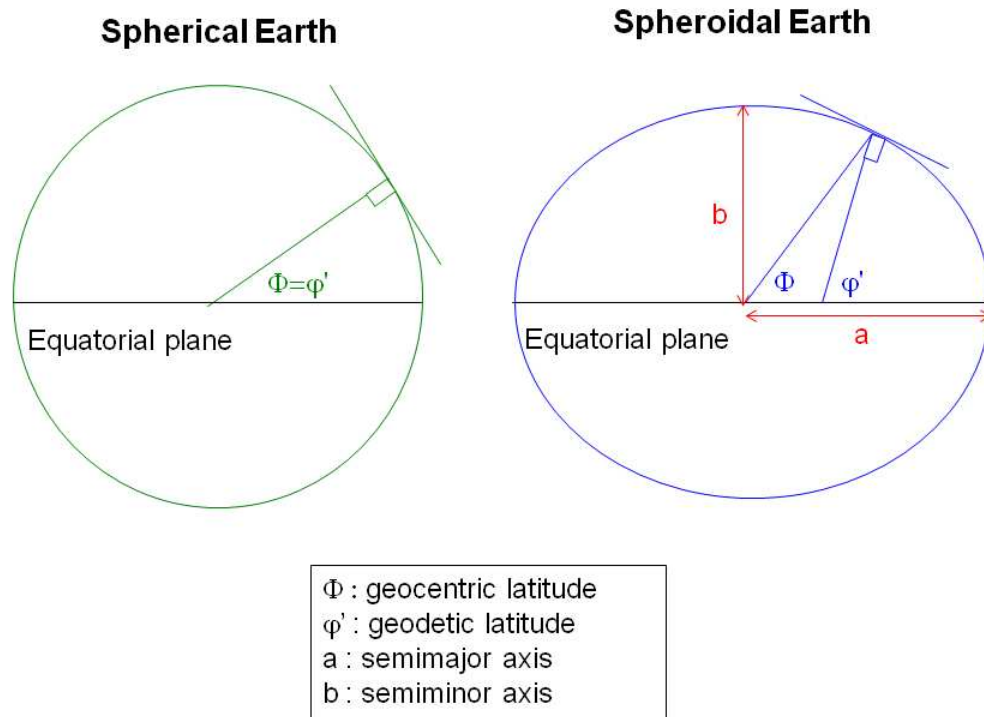 Spherical Earth
Spheroidal Earth
Φ=φ'
Equatorial plane
b
Φ
φ'
Equatorial plane
a
Φ : geocentric latitude
φ' : geodetic latitude
a : semimajor axis
b : semiminor axis